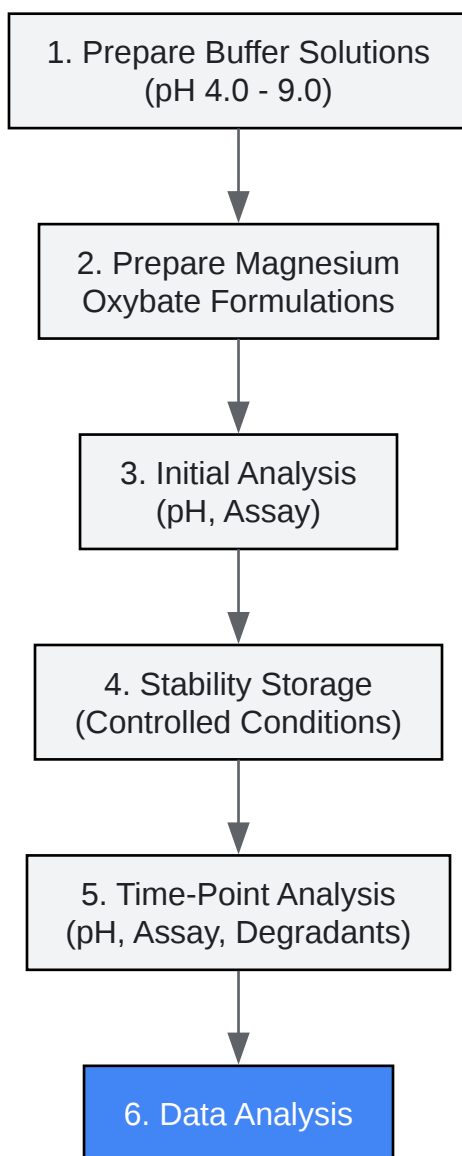 1. Prepare Buffer Solutions
(pH 4.0 - 9.0)
2. Prepare Magnesium
Oxybate Formulations
3. Initial Analysis
(pH, Assay)
4. Stability Storage
(Controlled Conditions)
5. Time-Point Analysis
(pH, Assay, Degradants)
6. Data Analysis